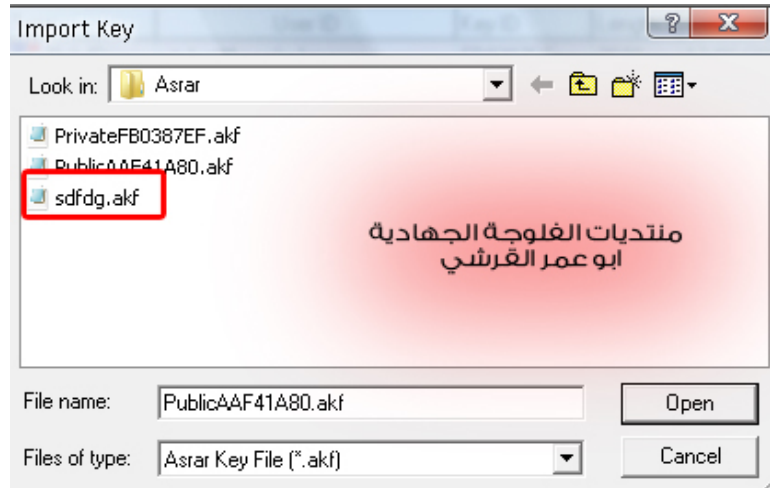 Import Key
Look in: Asrar
PrivateFB0387EF.akf
PublicAAF41A80.akf
sdfdg.akf
منتديات الفلوجة الجهادية
ابو عمر القرشي
File name: PublicAAF41A80.akf Open
Files of type: Asrar Key File (*.akf) Cancel